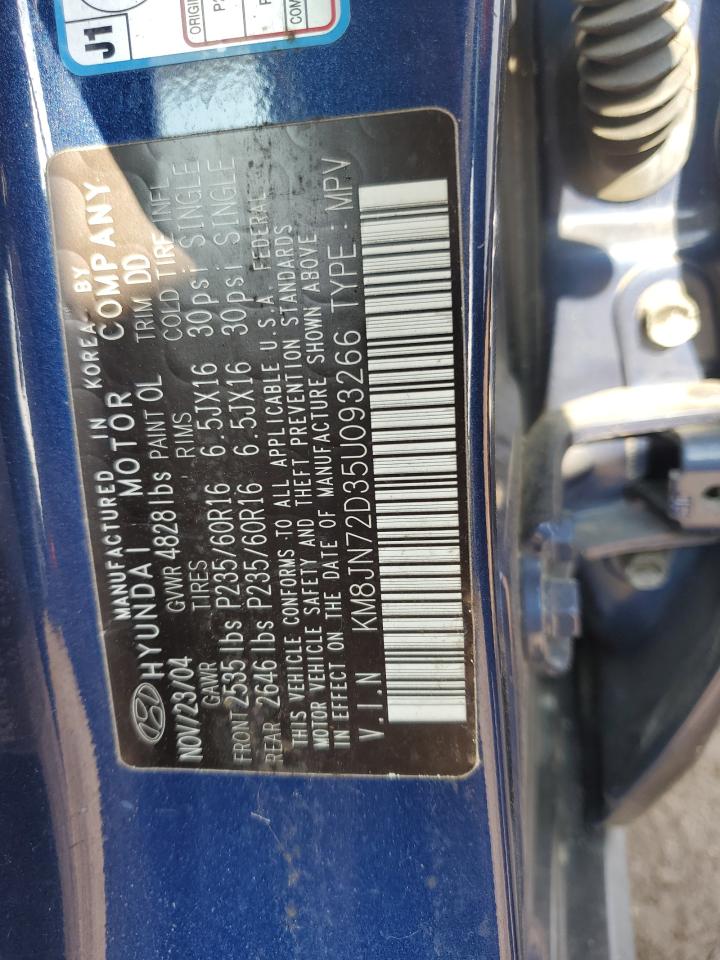 J1
ORIGIN
MANUFACTURED IN KOREA BY
HYUNDAI MOTOR COMPANY
NOV/23/04 GVWR 4828 lbs PAINT OL TRIM DD
GAWR TIRES RIMS COLD TIRE INFL
FRONT 2535 lbs P235/60R16 6.5JX16 30psi SINGLE
REAR 2646 lbs P235/60R16 6.5JX16 30psi SINGLE
THIS VEHICLE CONFORMS TO ALL APPLICABLE U.S.A. FEDERAL
MOTOR VEHICLE SAFETY AND THEFT PREVENTION STANDARDS
IN EFFECT ON THE DATE OF MANUFACTURE SHOWN ABOVE
V.I.N KM8JN72D35U093266 TYPE : MPV